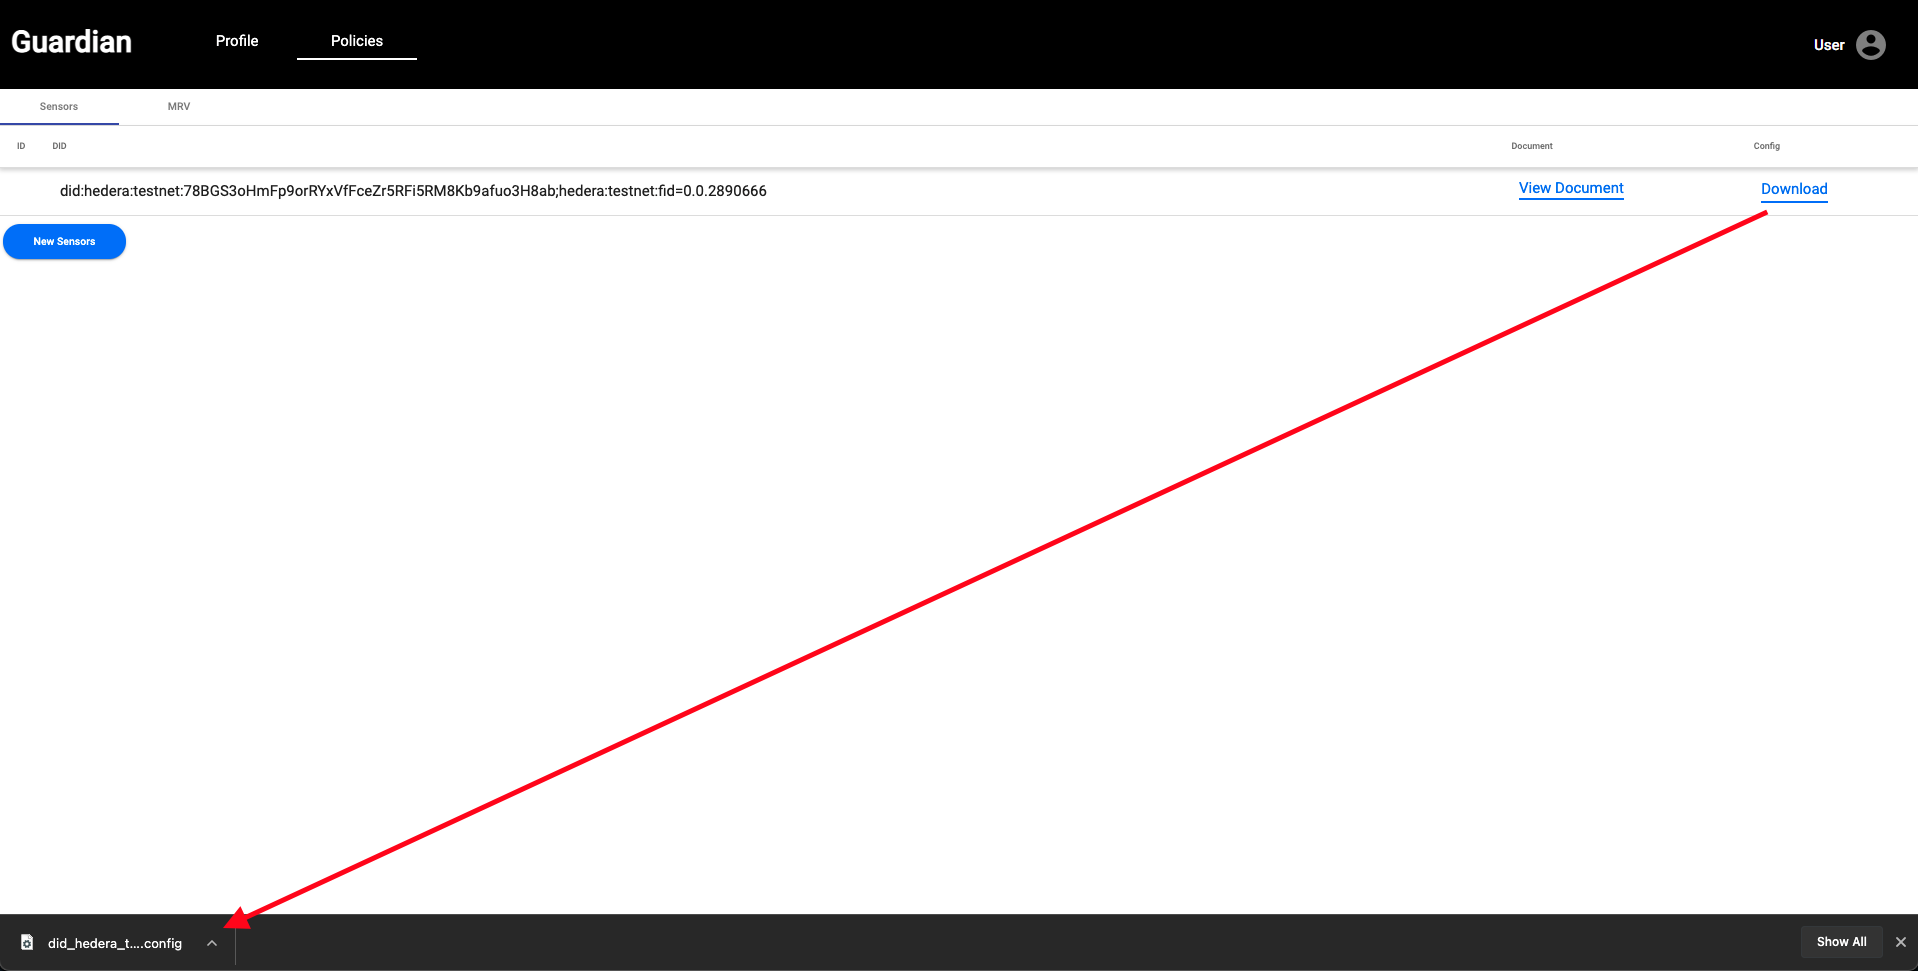 Guardian
Profile
Policies
User
Sensors
MRV
ID
DID
Document
Config
did:hedera:testnet:78BGS3oHmFp9orRYxVfFceZr5RFi5RM8Kb9afuo3H8ab;hedera:testnet:fid=0.0.2890666
View Document
Download
New Sensors
did_hedera_t....config
Show All